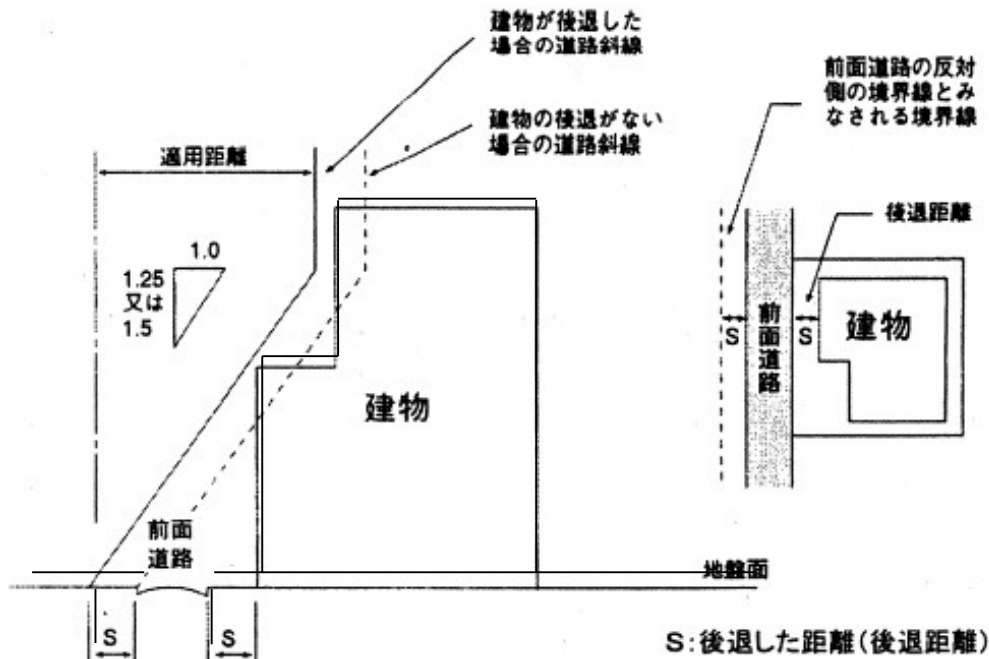 建物が後退した
場合の道路斜線
建物の後退がない
場合の道路斜線
前面道路の反対
側の境界線とみ
なされる境界線
適用距離
後退距離
1.0
1.25
又は
1.5
建物
前面
道路
S
S
地盤面
S
前面道路
S
建物
S:後退した距離(後退距離)